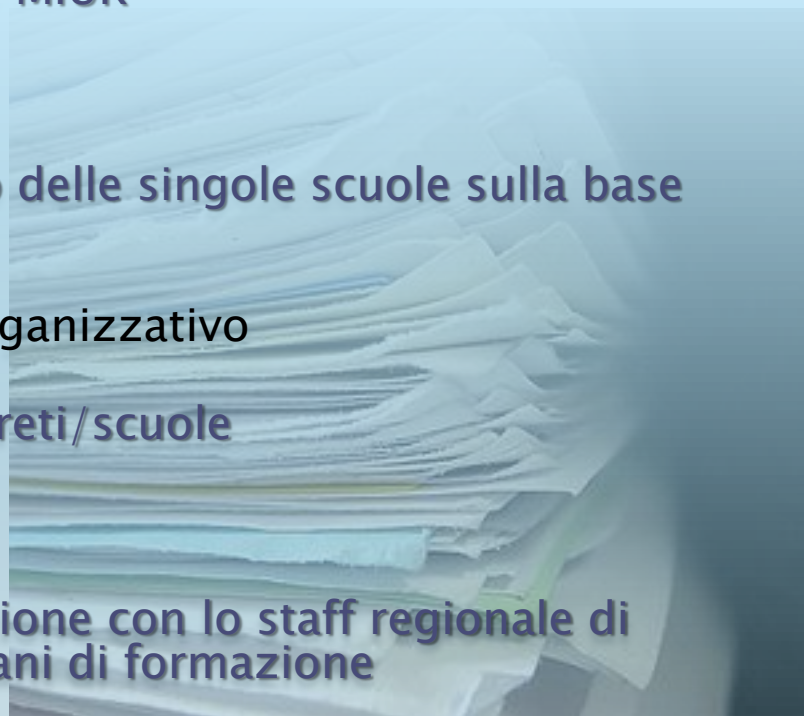 delle singole scuole sulla base
ganizzativo
reti/scuole
ione con lo staff regionale di
ani di formazione